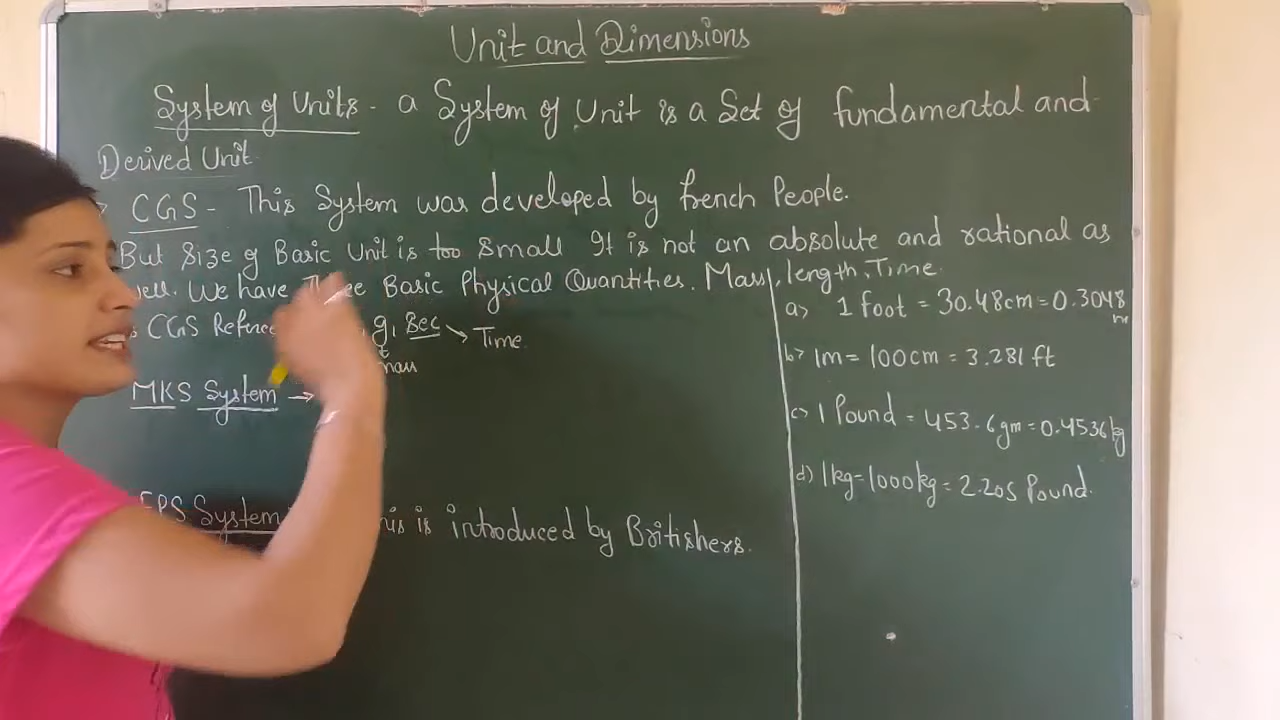 Unit and Dimensions
System of Units - a System of Unit is a Set of fundamental and
Derived Unit
CGS - This System was developed by french People.
But Size of Basic Unit is too small It is not an absolute and rational as
We have Three Basic Physical Quantities. Mass, length, Time.
CGS g, sec → Time
mass
MKS System →
FPS System is introduced by Britishers.
a> 1 foot = 30.48cm = 0.3048
m
b> 1m = 100cm = 3.281 ft
c> 1 Pound = 453.6gm = 0.4536kg
d) 1kg = 1000kg = 2.205 Pound.